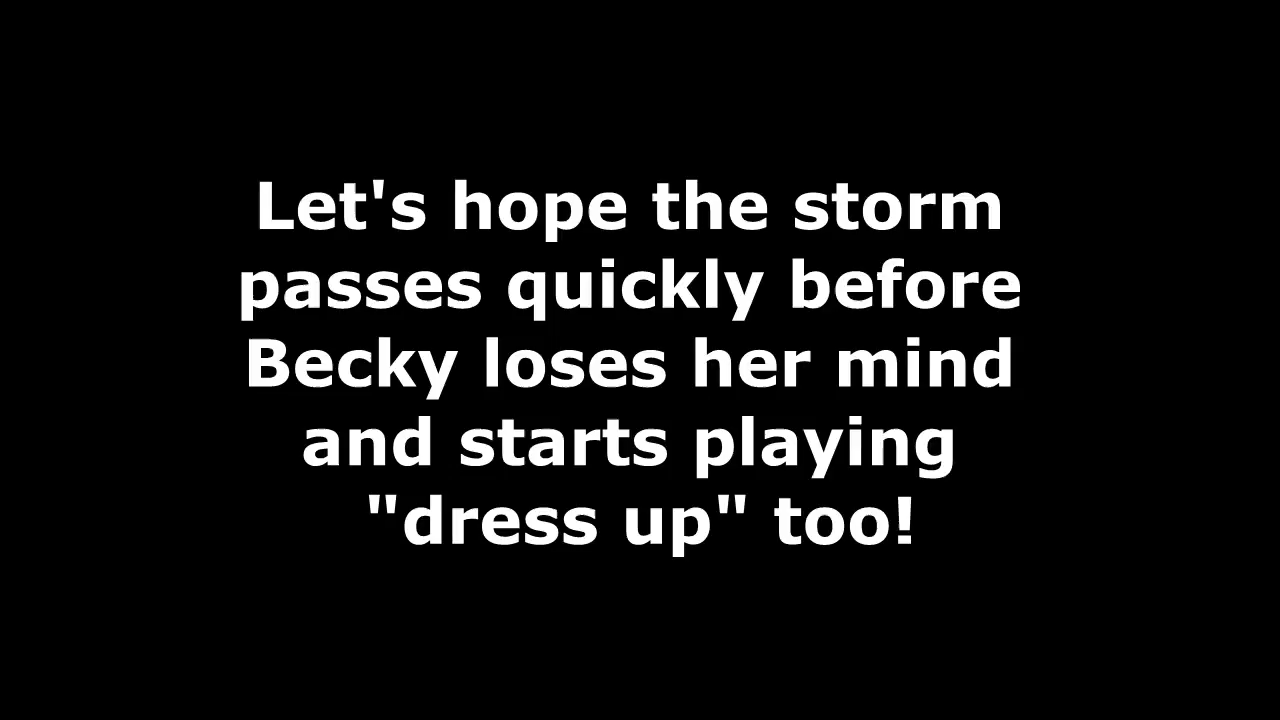 Let's hope the storm
passes quickly before
Becky loses her mind
and starts playing
"dress up" too!